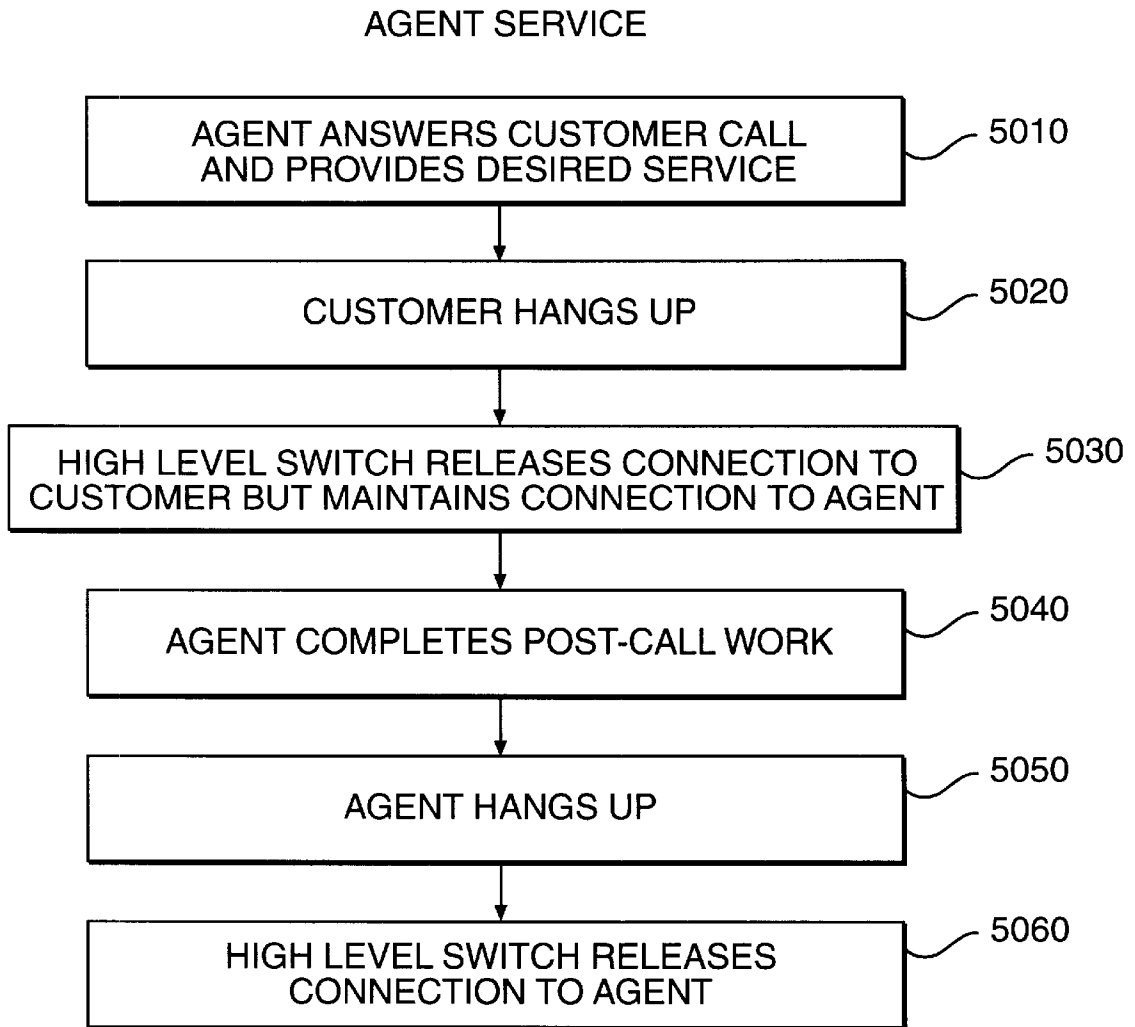 AGENT SERVICE
AGENT ANSWERS CUSTOMER CALL
AND PROVIDES DESIRED SERVICE
5010
CUSTOMER HANGS UP
5020
HIGH LEVEL SWITCH RELEASES CONNECTION TO
CUSTOMER BUT MAINTAINS CONNECTION TO AGENT
5030
AGENT COMPLETES POST-CALL WORK
5040
AGENT HANGS UP
5050
HIGH LEVEL SWITCH RELEASES
CONNECTION TO AGENT
5060